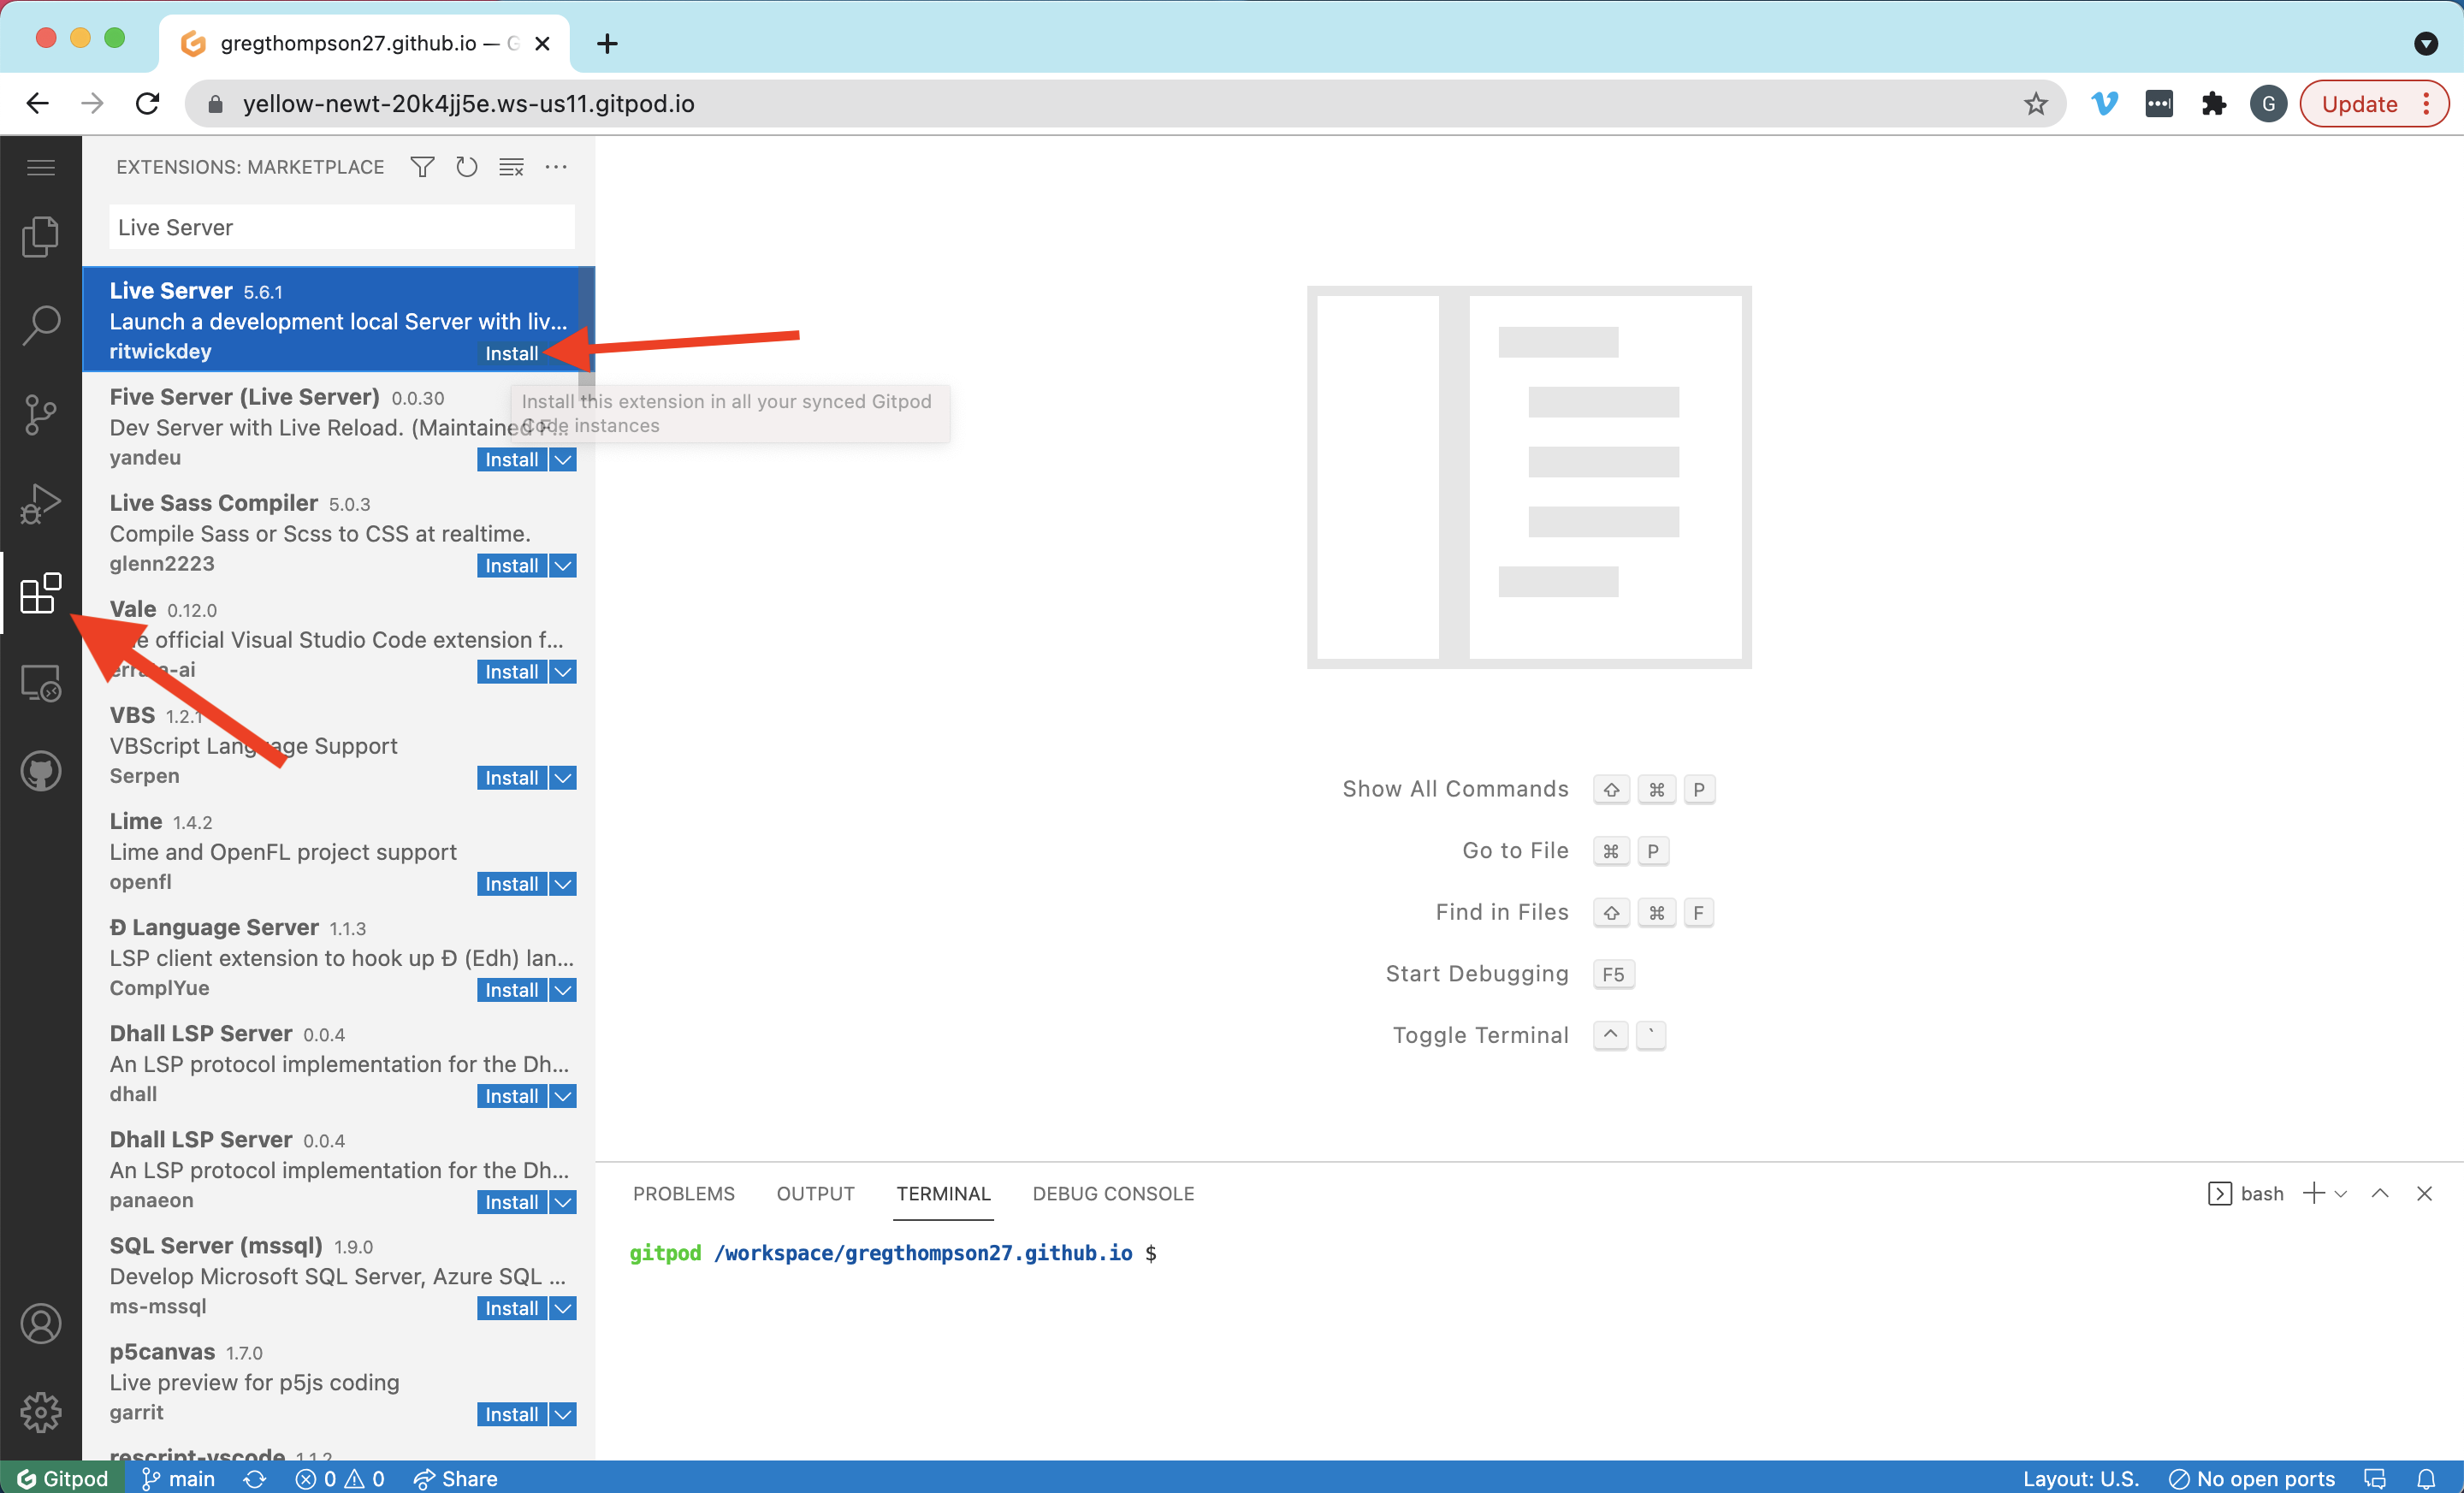 gregthompson27.github.io — G
yellow-newt-20k4jj5e.ws-us11.gitpod.io
G
Update
EXTENSIONS: MARKETPLACE
Live Server
Live Server 5.6.1
Launch a development local Server with liv...
ritwickdey
Install
Install this extension in all your synced Gitpod
Code instances
Five Server (Live Server) 0.0.30
Dev Server with Live Reload. (Maintained F...
yandeu
Install
Live Sass Compiler 5.0.3
Compile Sass or Scss to CSS at realtime.
glenn2223
Install
Vale 0.12.0
official Visual Studio Code extension f...
Install
VBS 1.2.1
VBScript Language Support
Serpen
Install
Lime 1.4.2
Lime and OpenFL project support
openfl
Install
Đ Language Server 1.1.3
LSP client extension to hook up Đ (Edh) lan...
ComplYue
Install
Dhall LSP Server 0.0.4
An LSP protocol implementation for the Dh...
dhall
Install
Dhall LSP Server 0.0.4
An LSP protocol implementation for the Dh...
panaeon
Install
SQL Server (mssql) 1.9.0
Develop Microsoft SQL Server, Azure SQL ...
ms-mssql
Install
p5canvas 1.7.0
Live preview for p5js coding
garrit
Install
rescript-vscode 1.1.2
Show All Commands ⇧ ⌘ P
Go to File ⌘ P
Find in Files ⇧ ⌘ F
Start Debugging F5
Toggle Terminal ^ `
PROBLEMS OUTPUT TERMINAL DEBUG CONSOLE
bash
gitpod /workspace/gregthompson27.github.io $
Gitpod main 0 0 Share
Layout: U.S. No open ports